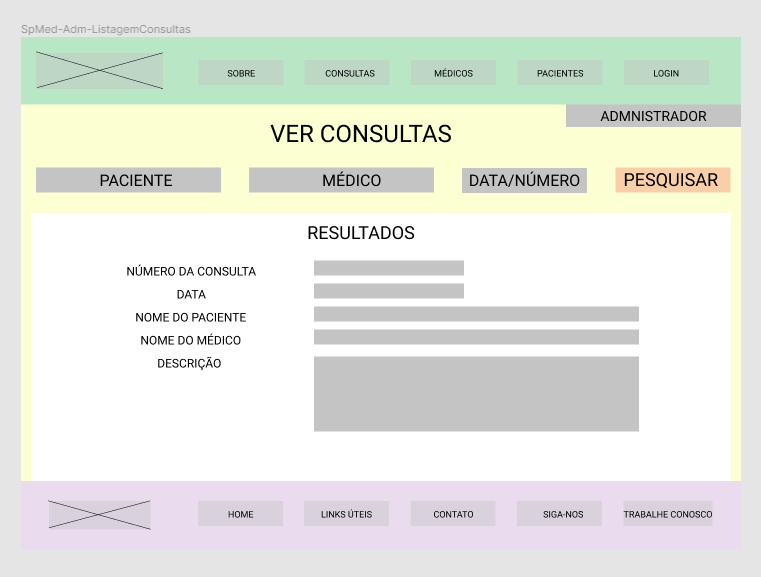 SpMed-Adm-ListagemConsultas
SOBRE
CONSULTAS
MÉDICOS
PACIENTES
LOGIN
ADMNISTRADOR
VER CONSULTAS
PACIENTE
MÉDICO
DATA/NÚMERO
PESQUISAR
RESULTADOS
NÚMERO DA CONSULTA
DATA
NOME DO PACIENTE
NOME DO MÉDICO
DESCRIÇÃO
HOME
LINKS ÚTEIS
CONTATO
SIGA-NOS
TRABALHE CONOSCO